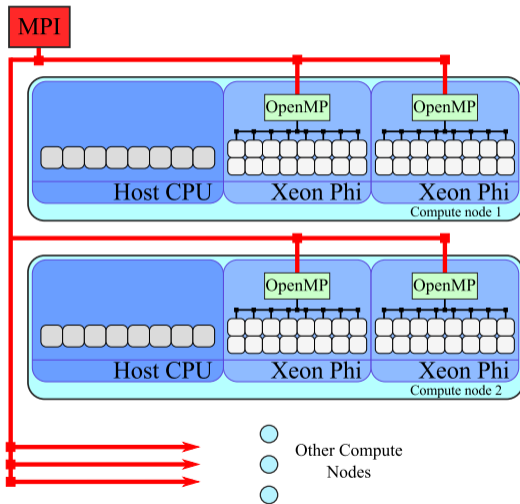 MPI
OpenMP OpenMP
Host CPU Xeon Phi Xeon Phi
Compute node 1
OpenMP OpenMP
Host CPU Xeon Phi Xeon Phi
Compute node 2
Other Compute
Nodes